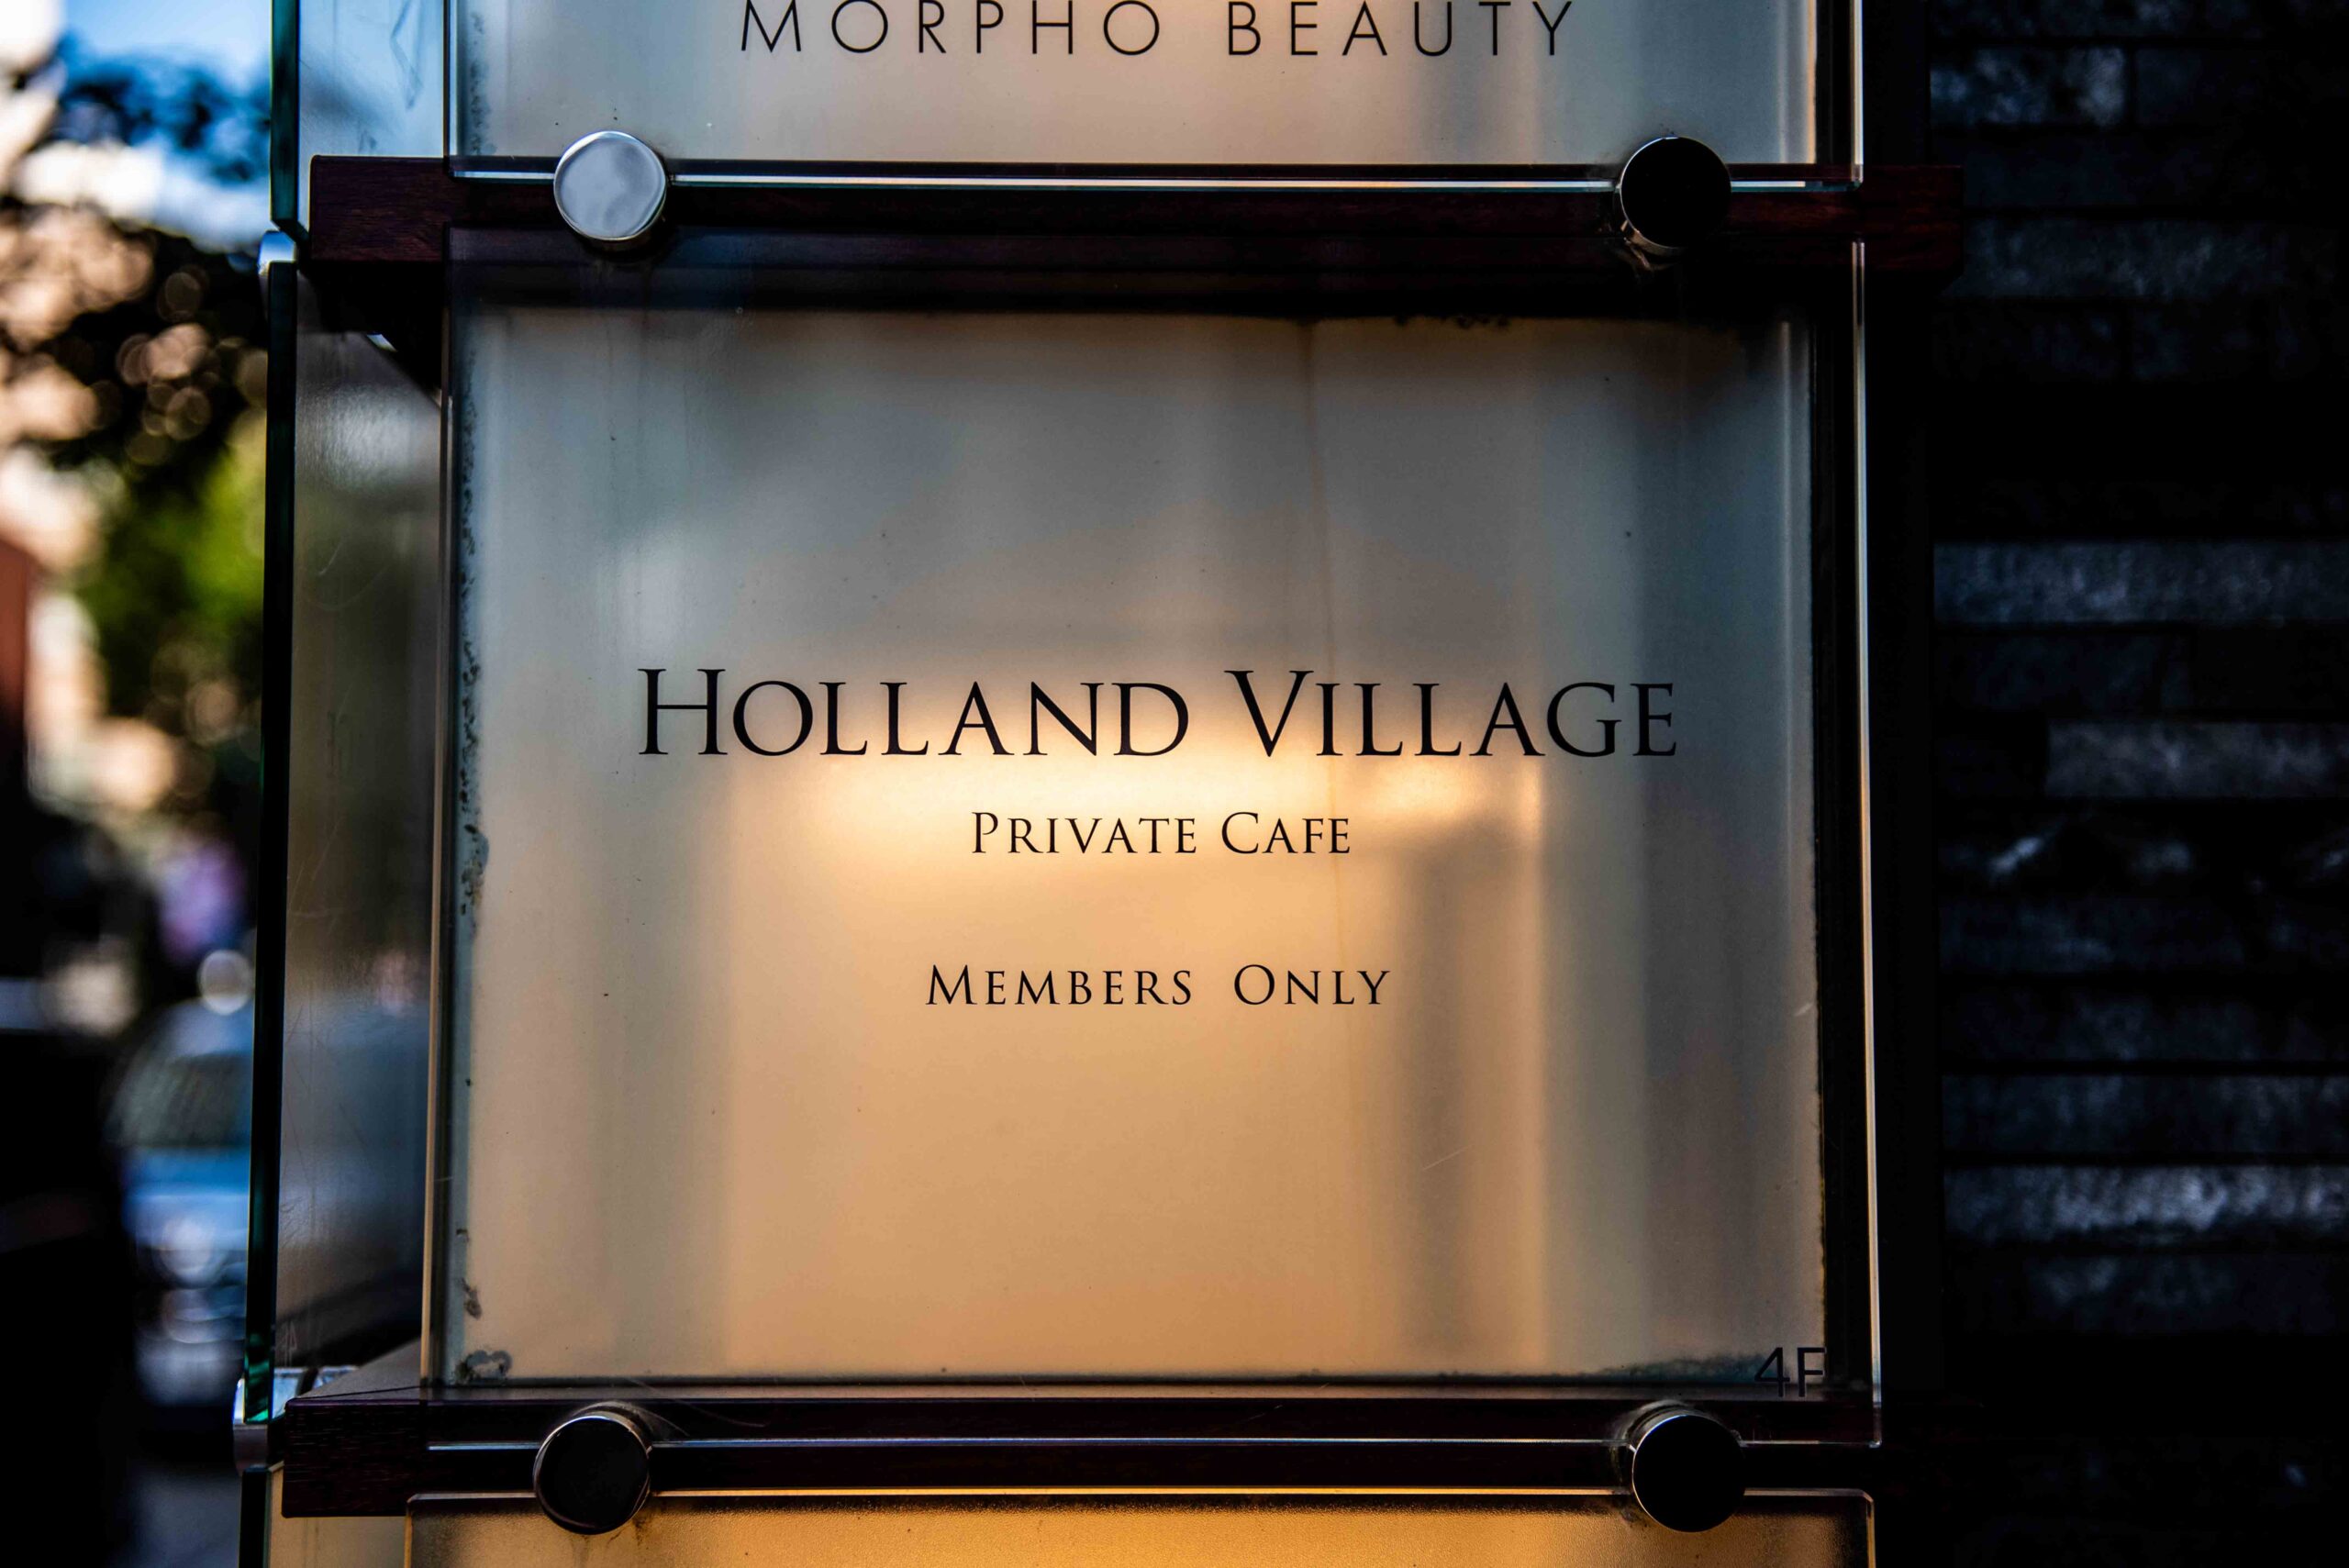 MORPHO BEAUTY
HOLLAND VILLAGE
PRIVATE CAFE
MEMBERS ONLY
4F